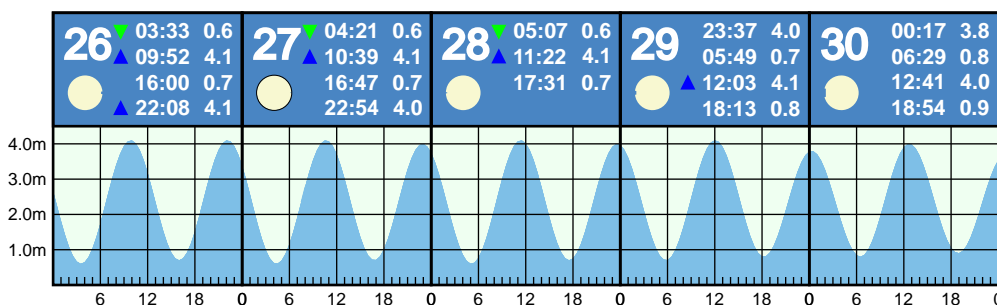 26
▼ 03:33 0.6
▲ 09:52 4.1
16:00 0.7
▲ 22:08 4.1
27
▼ 04:21 0.6
▲ 10:39 4.1
16:47 0.7
22:54 4.0
28
▼ 05:07 0.6
▲ 11:22 4.1
17:31 0.7
29
23:37 4.0
05:49 0.7
▲ 12:03 4.1
18:13 0.8
30
00:17 3.8
06:29 0.8
12:41 4.0
18:54 0.9
4.0m
3.0m
2.0m
1.0m
6 12 18 0 6 12 18 0 6 12 18 0 6 12 18 0 6 12 18